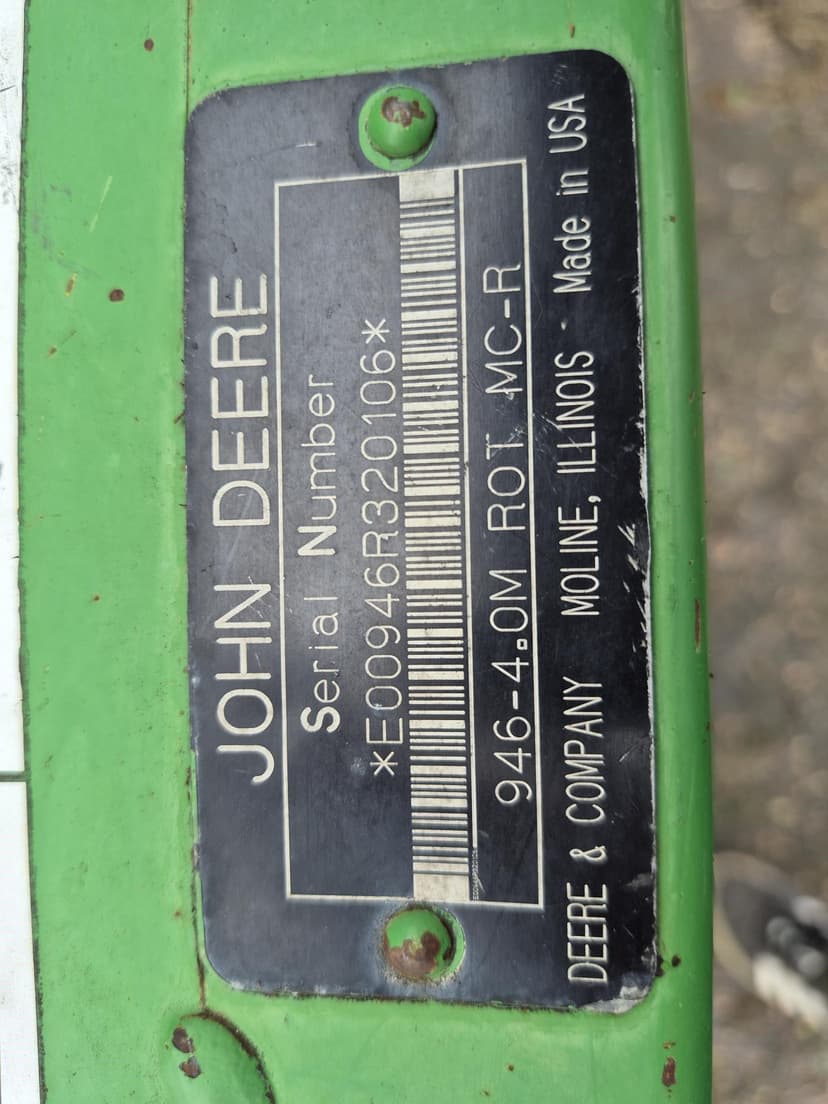 JOHN DEERE
Serial Number
*E00946R320106*
946-4.0M ROT MC-R
DEERE & COMPANY MOLINE, ILLINOIS Made in USA